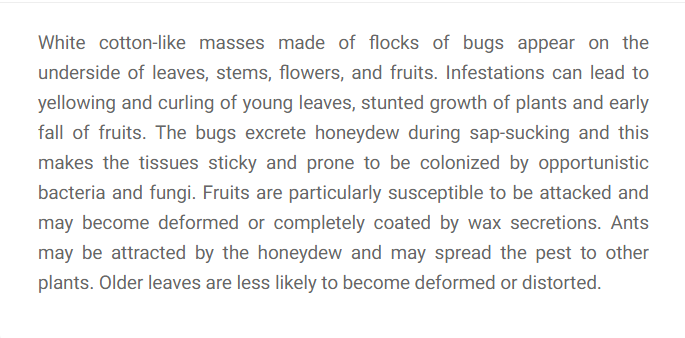 White cotton-like masses made of flocks of bugs appear on the
underside of leaves, stems, flowers, and fruits. Infestations can lead to
yellowing and curling of young leaves, stunted growth of plants and early
fall of fruits. The bugs excrete honeydew during sap-sucking and this
makes the tissues sticky and prone to be colonized by opportunistic
bacteria and fungi. Fruits are particularly susceptible to be attacked and
may become deformed or completely coated by wax secretions. Ants
may be attracted by the honeydew and may spread the pest to other
plants. Older leaves are less likely to become deformed or distorted.